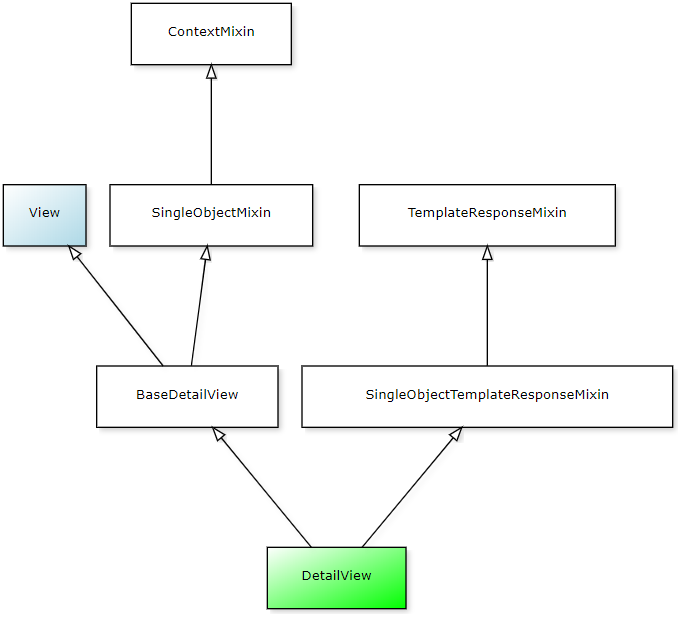 ContextMixin
View
SingleObjectMixin
TemplateResponseMixin
BaseDetailView
SingleObjectTemplateResponseMixin
DetailView